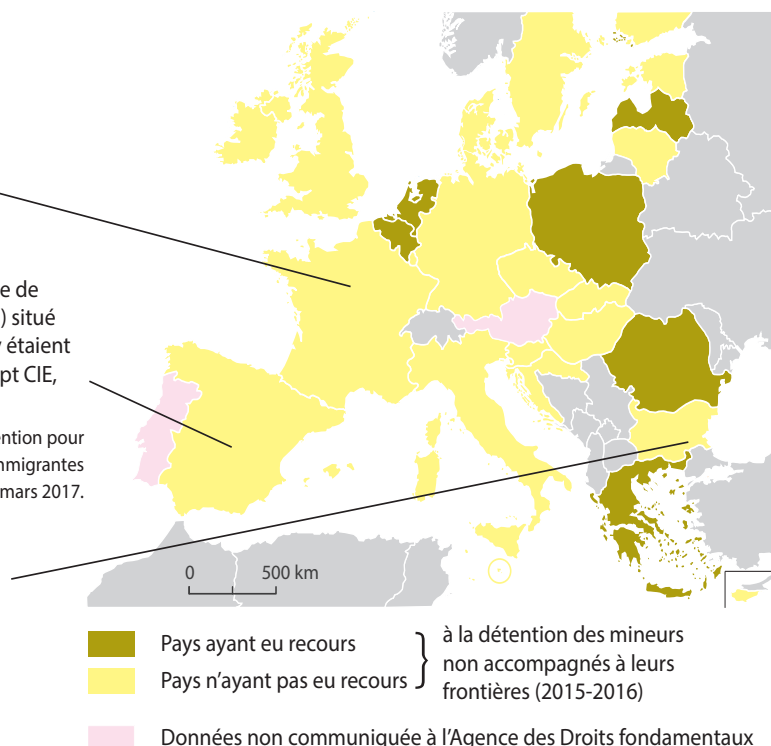 e de
) situé
y étaient
pt CIE,
ention pour
mmigrantes
mars 2017.
0 500 km
Pays ayant eu recours
Pays n'ayant pas eu recours
}
à la détention des mineurs
non accompagnés à leurs
frontières (2015-2016)
Données non communiquée à l'Agence des Droits fondamentaux